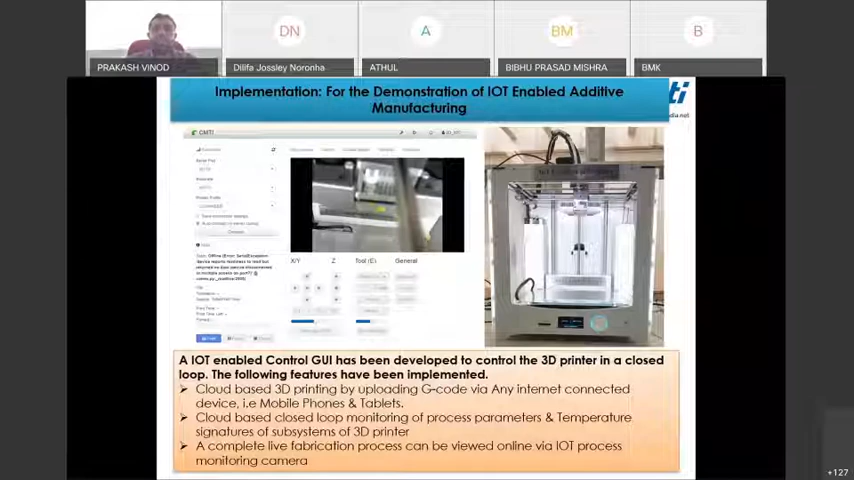 DN
A
BM
B
PRAKASH VINOD
Dilifa Jossley Noronha
ATHUL
BIBHU PRASAD MISHRA
BMK
Implementation: For the Demonstration of IOT Enabled Additive
Manufacturing
ti
CMTI
X/Y
Z
Tool (E)
General
A IOT enabled Control GUI has been developed to control the 3D printer in a closed
loop. The following features have been implemented.
➢ Cloud based 3D printing by uploading G-code via Any internet connected
device, i.e Mobile Phones & Tablets.
➢ Cloud based closed loop monitoring of process parameters & Temperature
signatures of subsystems of 3D printer
➢ A complete live fabrication process can be viewed online via IOT process
monitoring camera
+127